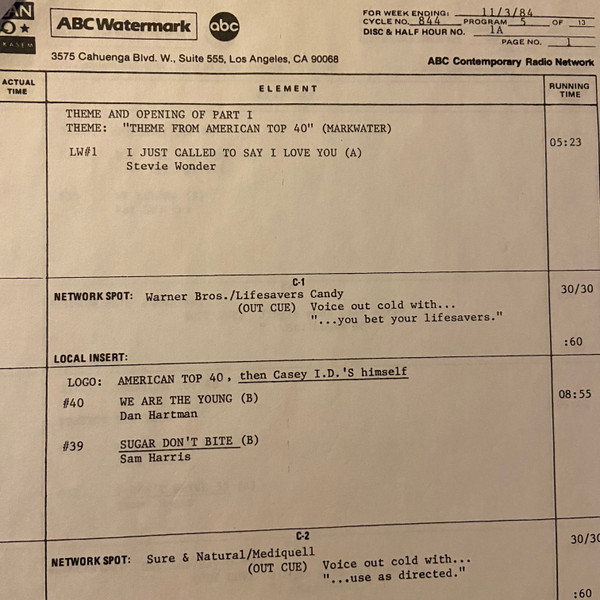 AN
KASEM
ABC Watermark abc
FOR WEEK ENDING: 11/3/84
CYCLE NO. 844 PROGRAM 5 OF 13
DISC & HALF HOUR NO. 1A
PAGE NO. 1
3575 Cahuenga Blvd. W., Suite 555, Los Angeles, CA 90068
ABC Contemporary Radio Network
ACTUAL TIME ELEMENT RUNNING TIME
THEME AND OPENING OF PART I
THEME: "THEME FROM AMERICAN TOP 40" (MARKWATER)
05:23
LW#1 I JUST CALLED TO SAY I LOVE YOU (A)
Stevie Wonder
C-1
NETWORK SPOT: Warner Bros./Lifesavers Candy 30/30
(OUT CUE) Voice out cold with...
"...you bet your lifesavers."
:60
LOCAL INSERT:
LOGO: AMERICAN TOP 40, then Casey I.D.'S himself
#40 WE ARE THE YOUNG (B) 08:55
Dan Hartman
#39 SUGAR DON'T BITE (B)
Sam Harris
C-2
NETWORK SPOT: Sure & Natural/Mediquell 30/30
(OUT CUE) Voice out cold with...
"...use as directed."
:60